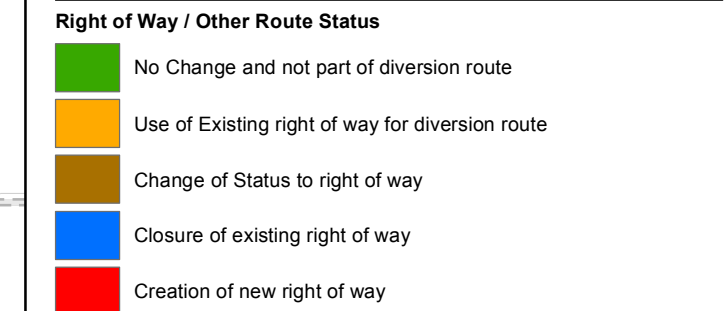 Right of Way / Other Route Status
No Change and not part of diversion route
Use of Existing right of way for diversion route
Change of Status to right of way
Closure of existing right of way
Creation of new right of way